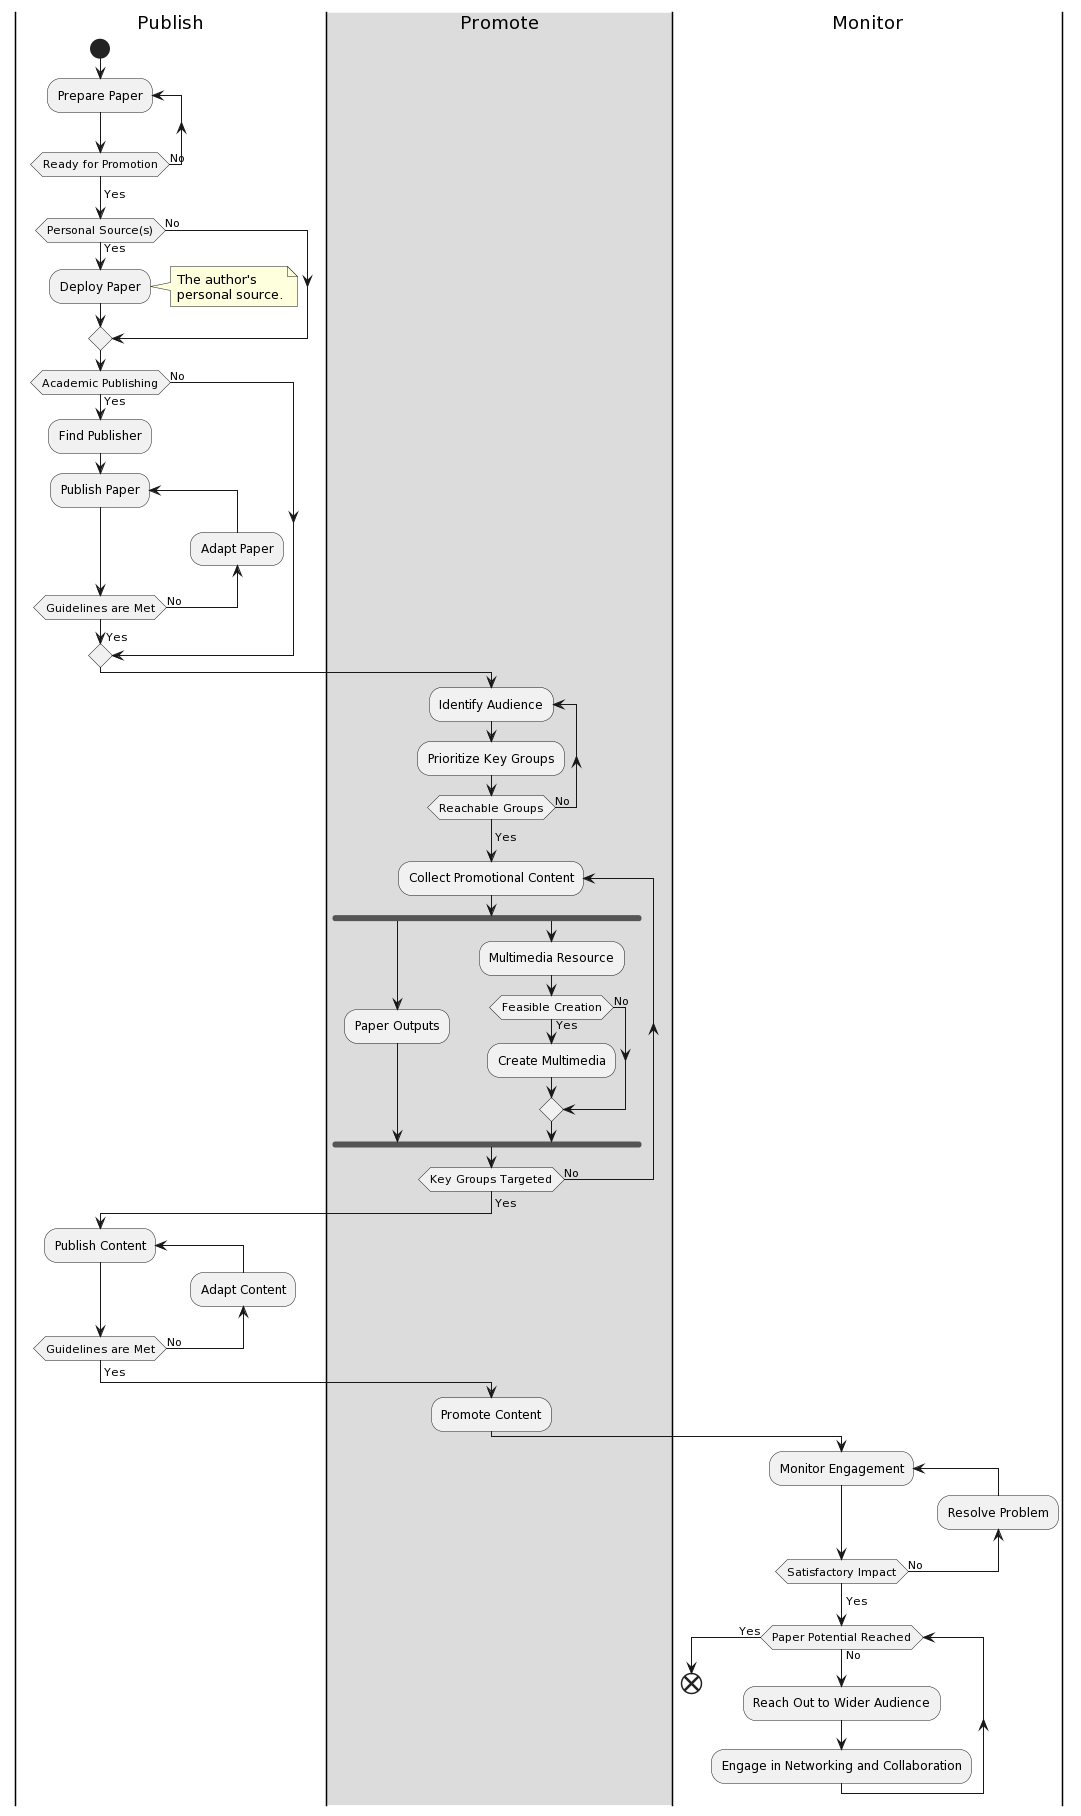 Publish
Promote
Monitor
Prepare Paper
Ready for Promotion
No
Yes
Personal Source(s)
No
Yes
Deploy Paper
The author's
personal source.
Academic Publishing
No
Yes
Find Publisher
Publish Paper
Adapt Paper
Guidelines are Met
No
Yes
Identify Audience
Prioritize Key Groups
Reachable Groups
No
Yes
Collect Promotional Content
Multimedia Resource
Feasible Creation
No
Yes
Paper Outputs
Create Multimedia
Key Groups Targeted
No
Yes
Publish Content
Adapt Content
Guidelines are Met
No
Yes
Promote Content
Monitor Engagement
Resolve Problem
Satisfactory Impact
No
Yes
Yes
Paper Potential Reached
No
Reach Out to Wider Audience
Engage in Networking and Collaboration